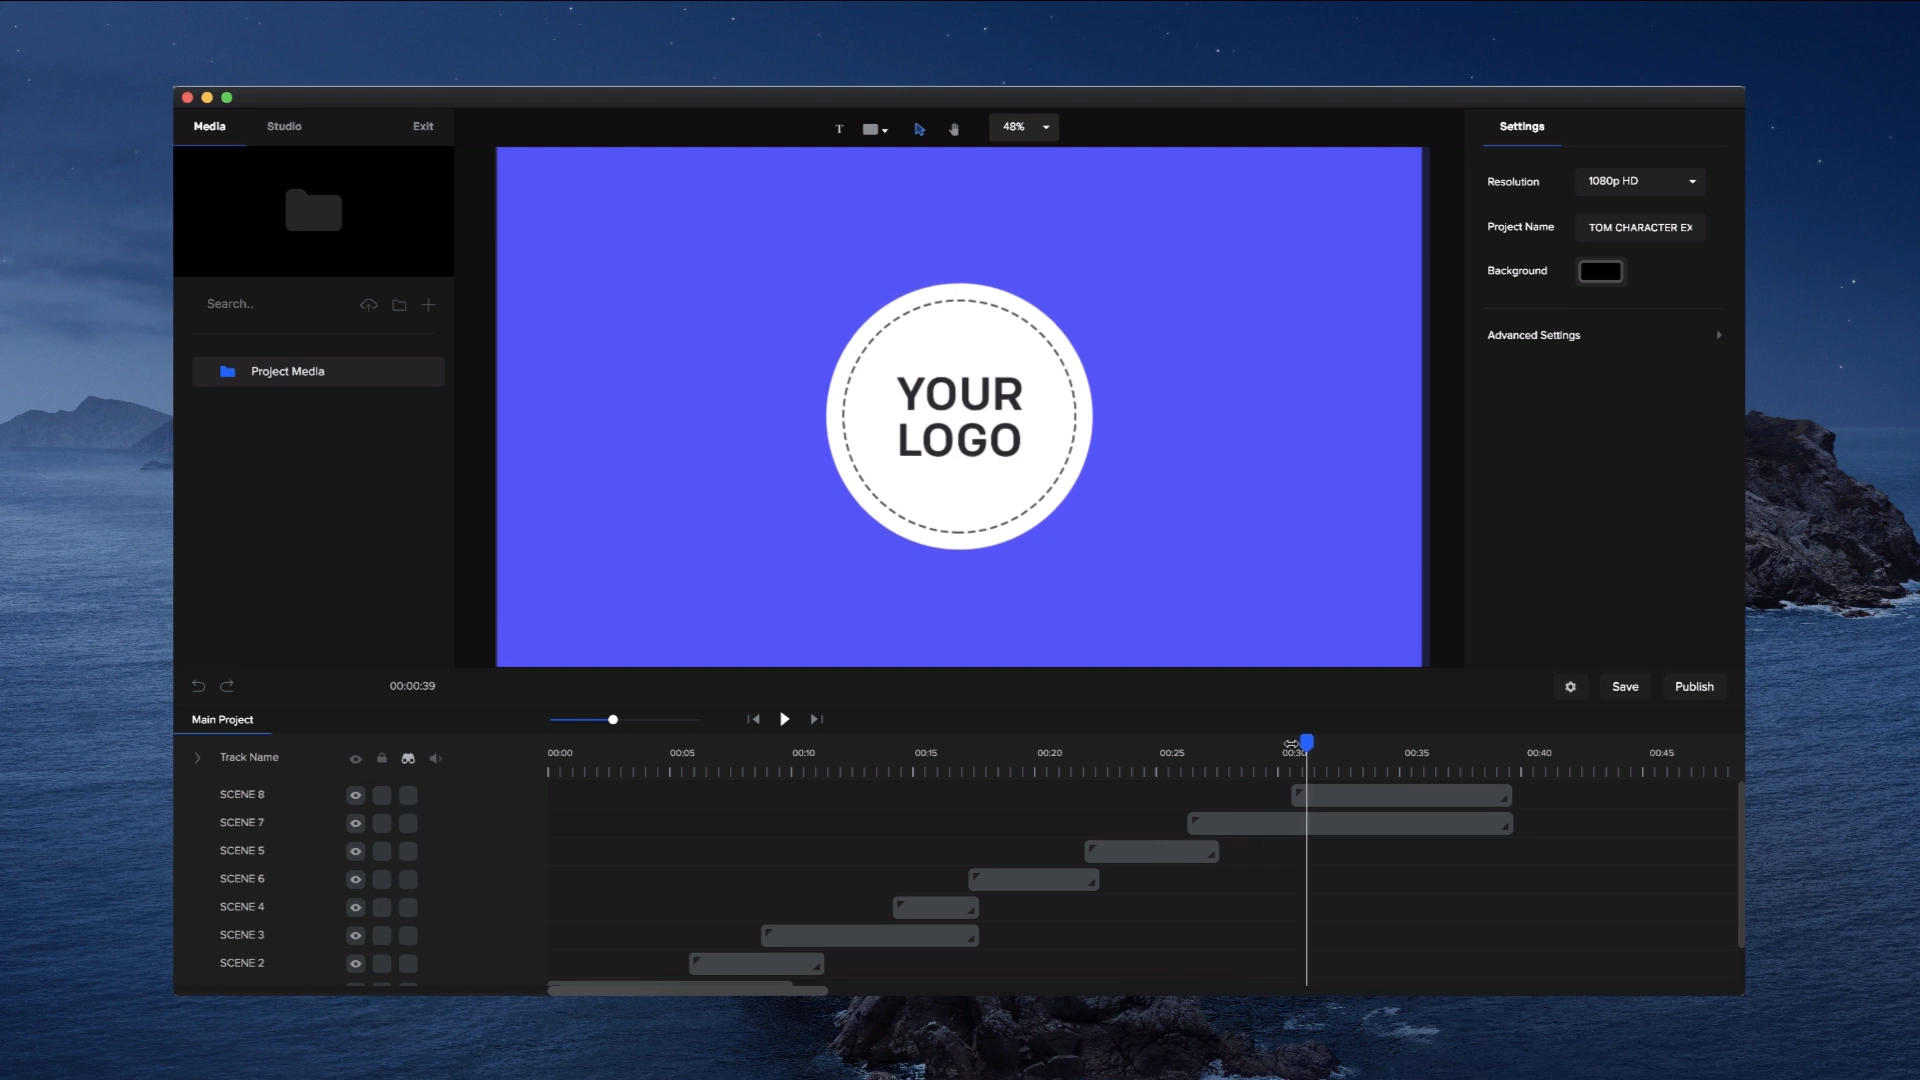 Media Studio Exit
T 48%
Settings
Resolution 1080p HD
Project Name TOM CHARACTER EX
Background
Advanced Settings
Search..
Project Media
YOUR
LOGO
00:00:39
Save Publish
Main Project
Track Name
00:00 00:05 00:10 00:15 00:20 00:25 00:30 00:35 00:40 00:45
SCENE 8
SCENE 7
SCENE 5
SCENE 6
SCENE 4
SCENE 3
SCENE 2